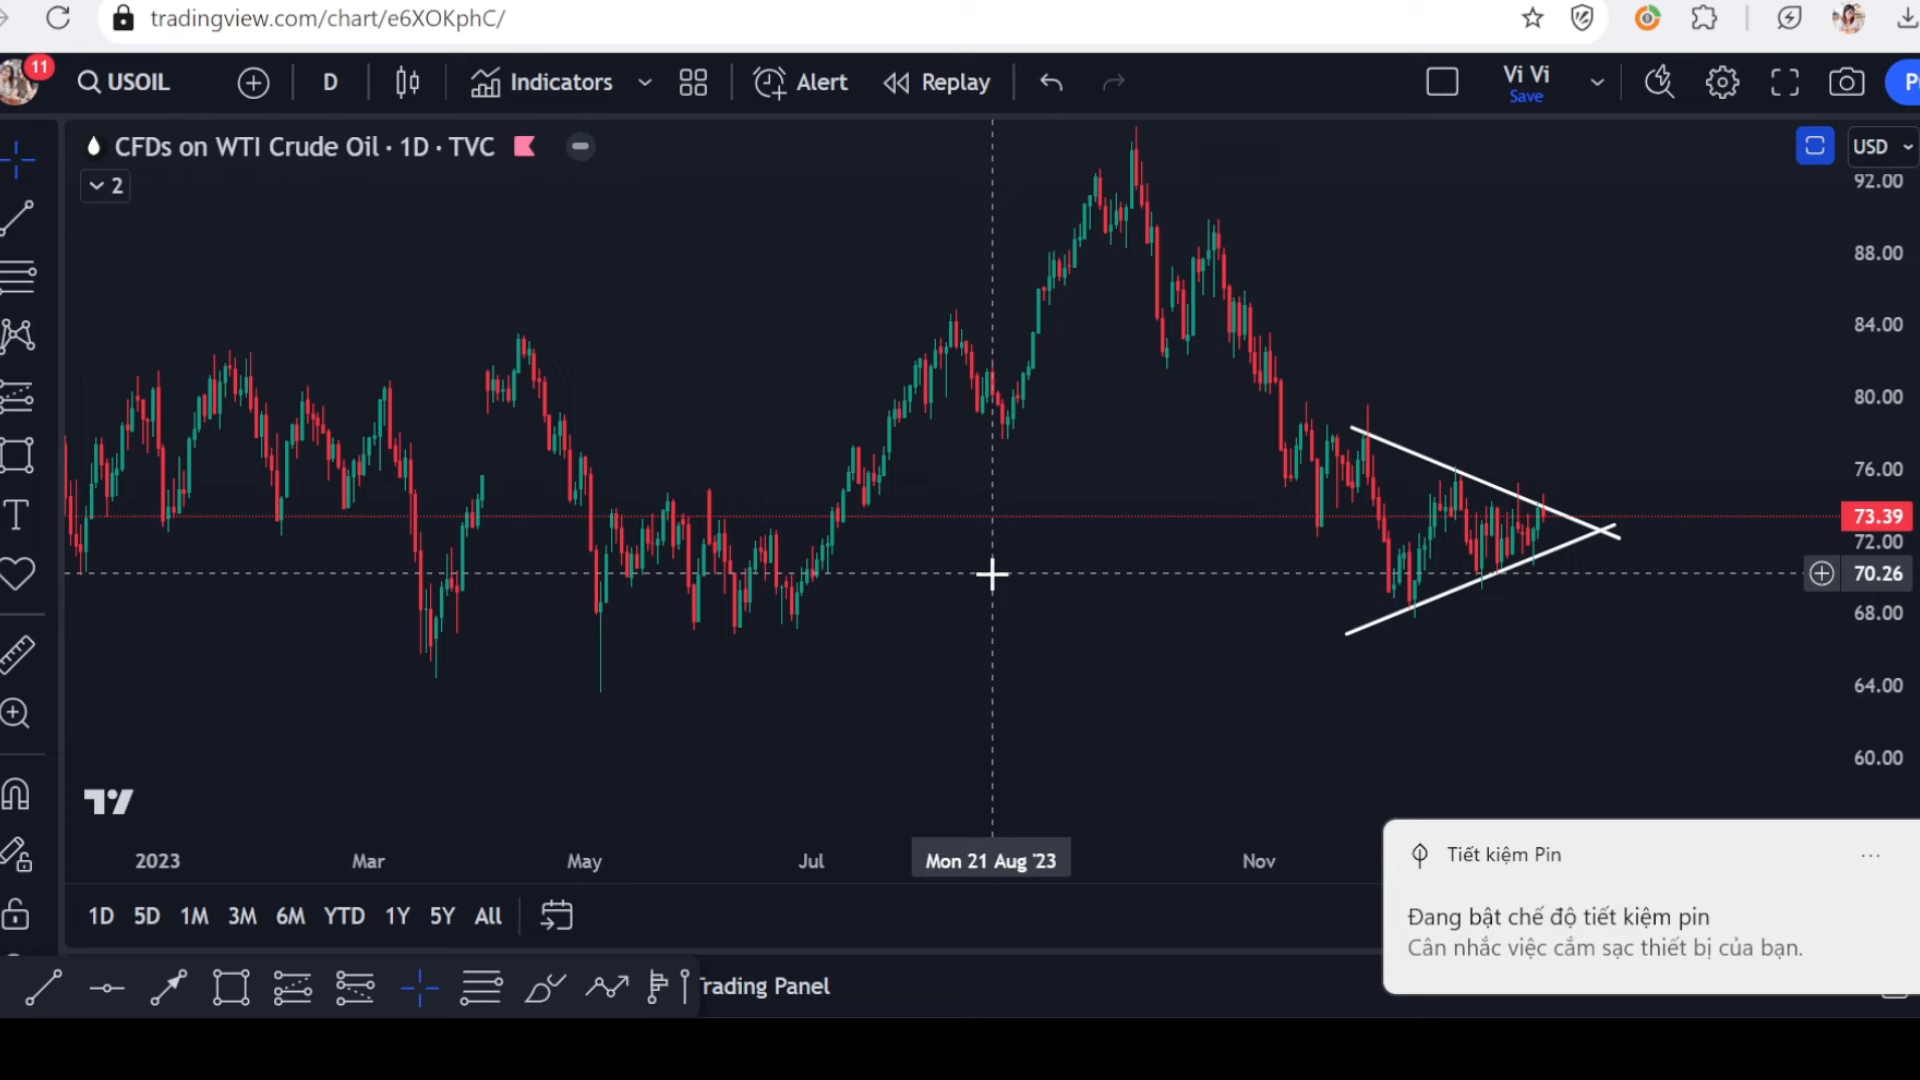 tradingview.com/chart/e6XOKphC/
11
USOIL
D
Indicators
Alert
Replay
Vi Vi
Save
CFDs on WTI Crude Oil · 1D · TVC
2
USD
92.00
88.00
84.00
80.00
76.00
73.39
72.00
70.26
68.00
64.00
60.00
2023
Mar
May
Jul
Mon 21 Aug '23
Nov
1D
5D
1M
3M
6M
YTD
1Y
5Y
All
Trading Panel
Tiết kiệm Pin
Đang bật chế độ tiết kiệm pin
Cân nhắc việc cắm sạc thiết bị của bạn.